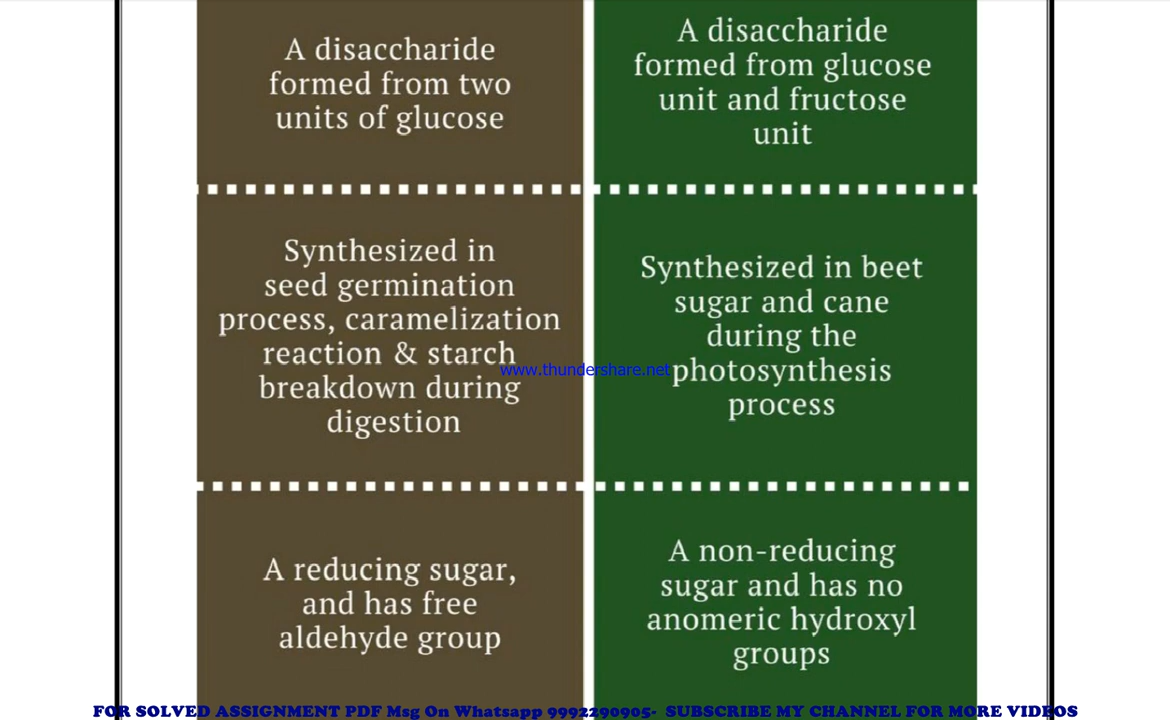 A disaccharide
formed from two
units of glucose
A disaccharide
formed from glucose
unit and fructose
unit
Synthesized in
seed germination
process, caramelization
reaction & starch
breakdown during
digestion
Synthesized in beet
sugar and cane
during the
photosynthesis
process
www.thundershare.net
A reducing sugar,
and has free
aldehyde group
A non-reducing
sugar and has no
anomeric hydroxyl
groups
FOR SOLVED ASSIGNMENT PDF Msg On Whatsapp 9992290905- SUBSCRIBE MY CHANNEL FOR MORE VIDEOS